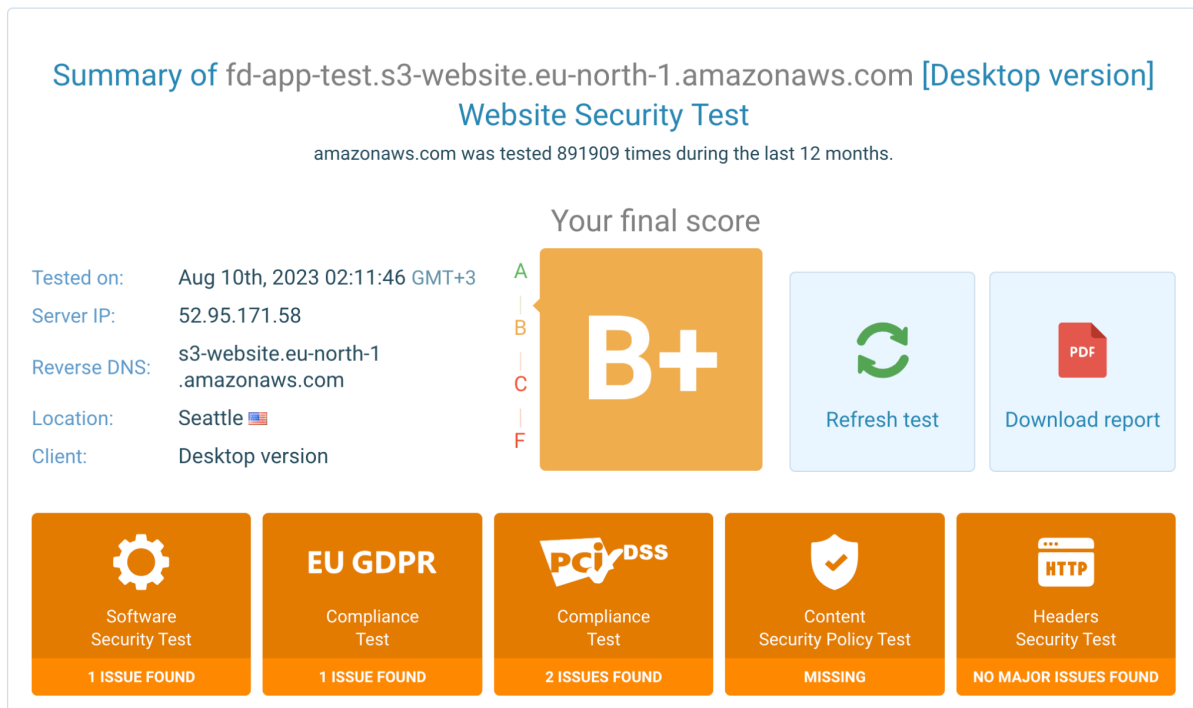 Summary of fd-app-test.s3-website.eu-north-1.amazonaws.com [Desktop version]
Website Security Test
amazonaws.com was tested 891909 times during the last 12 months.
Your final score
Tested on: Aug 10th, 2023 02:11:46 GMT+3
Server IP: 52.95.171.58
Reverse DNS: s3-website.eu-north-1
.amazonaws.com
Location: Seattle
Client: Desktop version
A
B
C
F
B+
Refresh test
PDF
Download report
Software
Security Test
1 ISSUE FOUND
EU GDPR
Compliance
Test
1 ISSUE FOUND
PCI DSS
Compliance
Test
2 ISSUES FOUND
Content
Security Policy Test
MISSING
HTTP
Headers
Security Test
NO MAJOR ISSUES FOUND